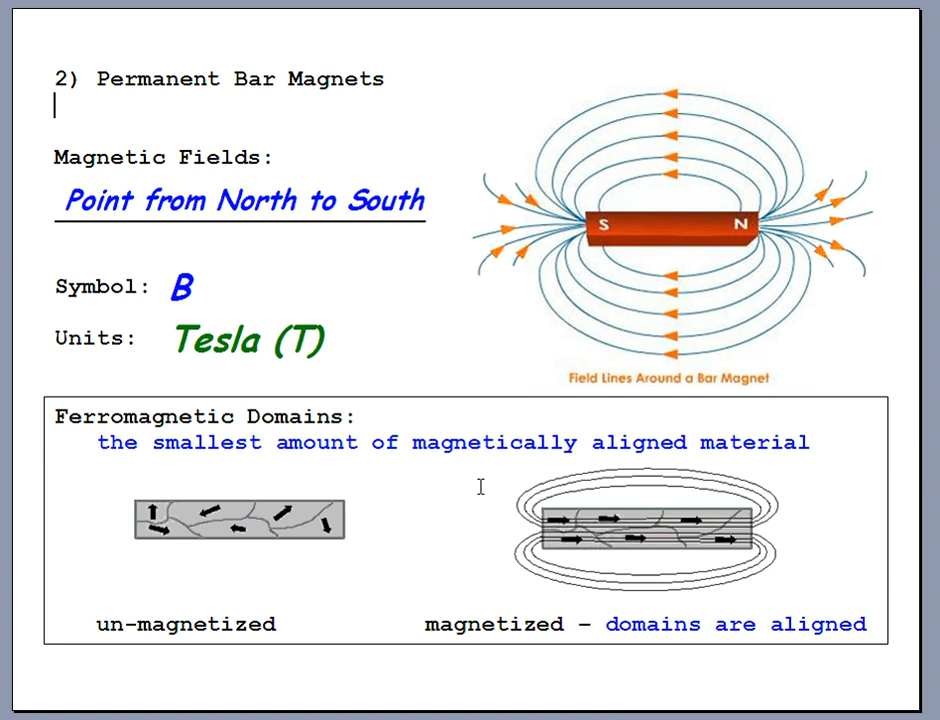 2) Permanent Bar Magnets
Magnetic Fields:
Point from North to South
Symbol: B
Units: Tesla (T)
S N
Field Lines Around a Bar Magnet
Ferromagnetic Domains:
the smallest amount of magnetically aligned material
un-magnetized
magnetized – domains are aligned